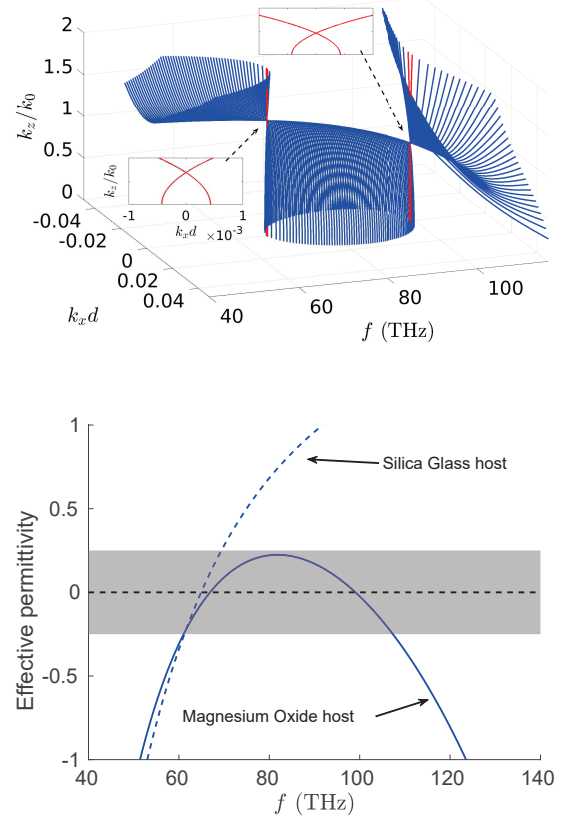 2
1.5
1
0.5
0
k_z/k_0
k_z/k_0
-1 0 1
k_xd ×10^-3
-0.04
-0.02
0
0.02
0.04
k_xd
40 60 80 100
f (THz)
1
0.5
0
-0.5
-1
Effective permittivity
Silica Glass host
Magnesium Oxide host
40 60 80 100 120 140
f (THz)